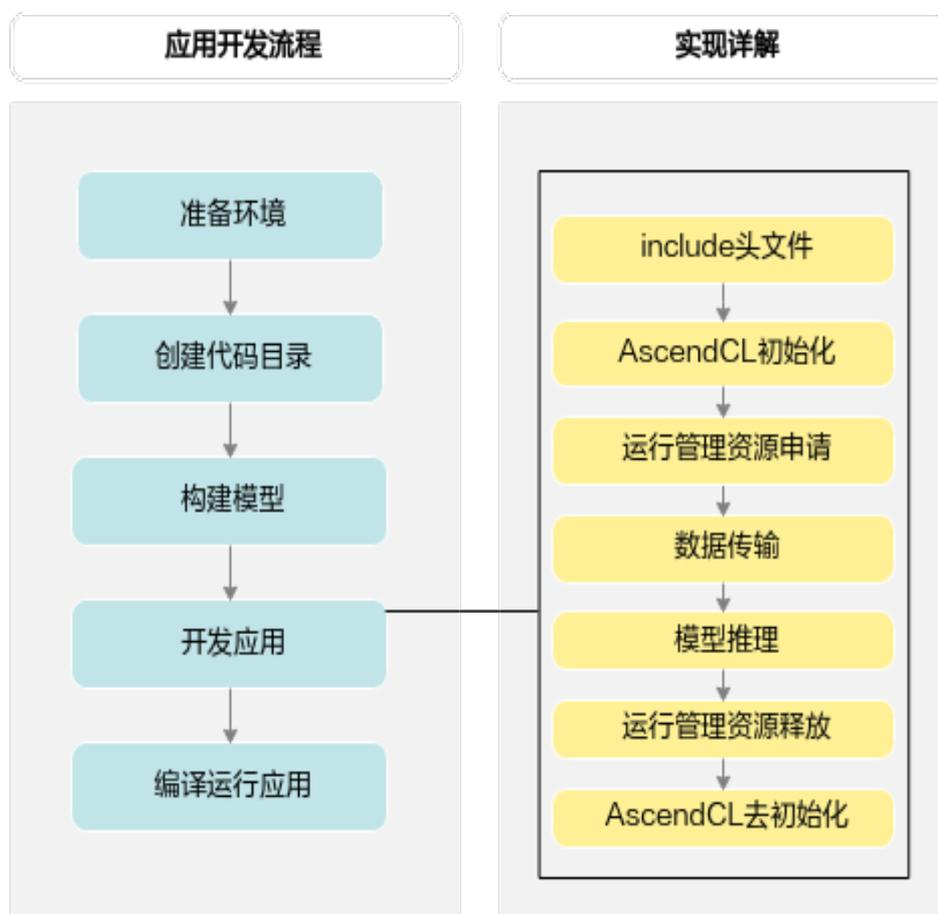 应用开发流程
准备环境
创建代码目录
构建模型
开发应用
编译运行应用
实现详解
include头文件
AscendCL初始化
运行管理资源申请
数据传输
模型推理
运行管理资源释放
AscendCL去初始化